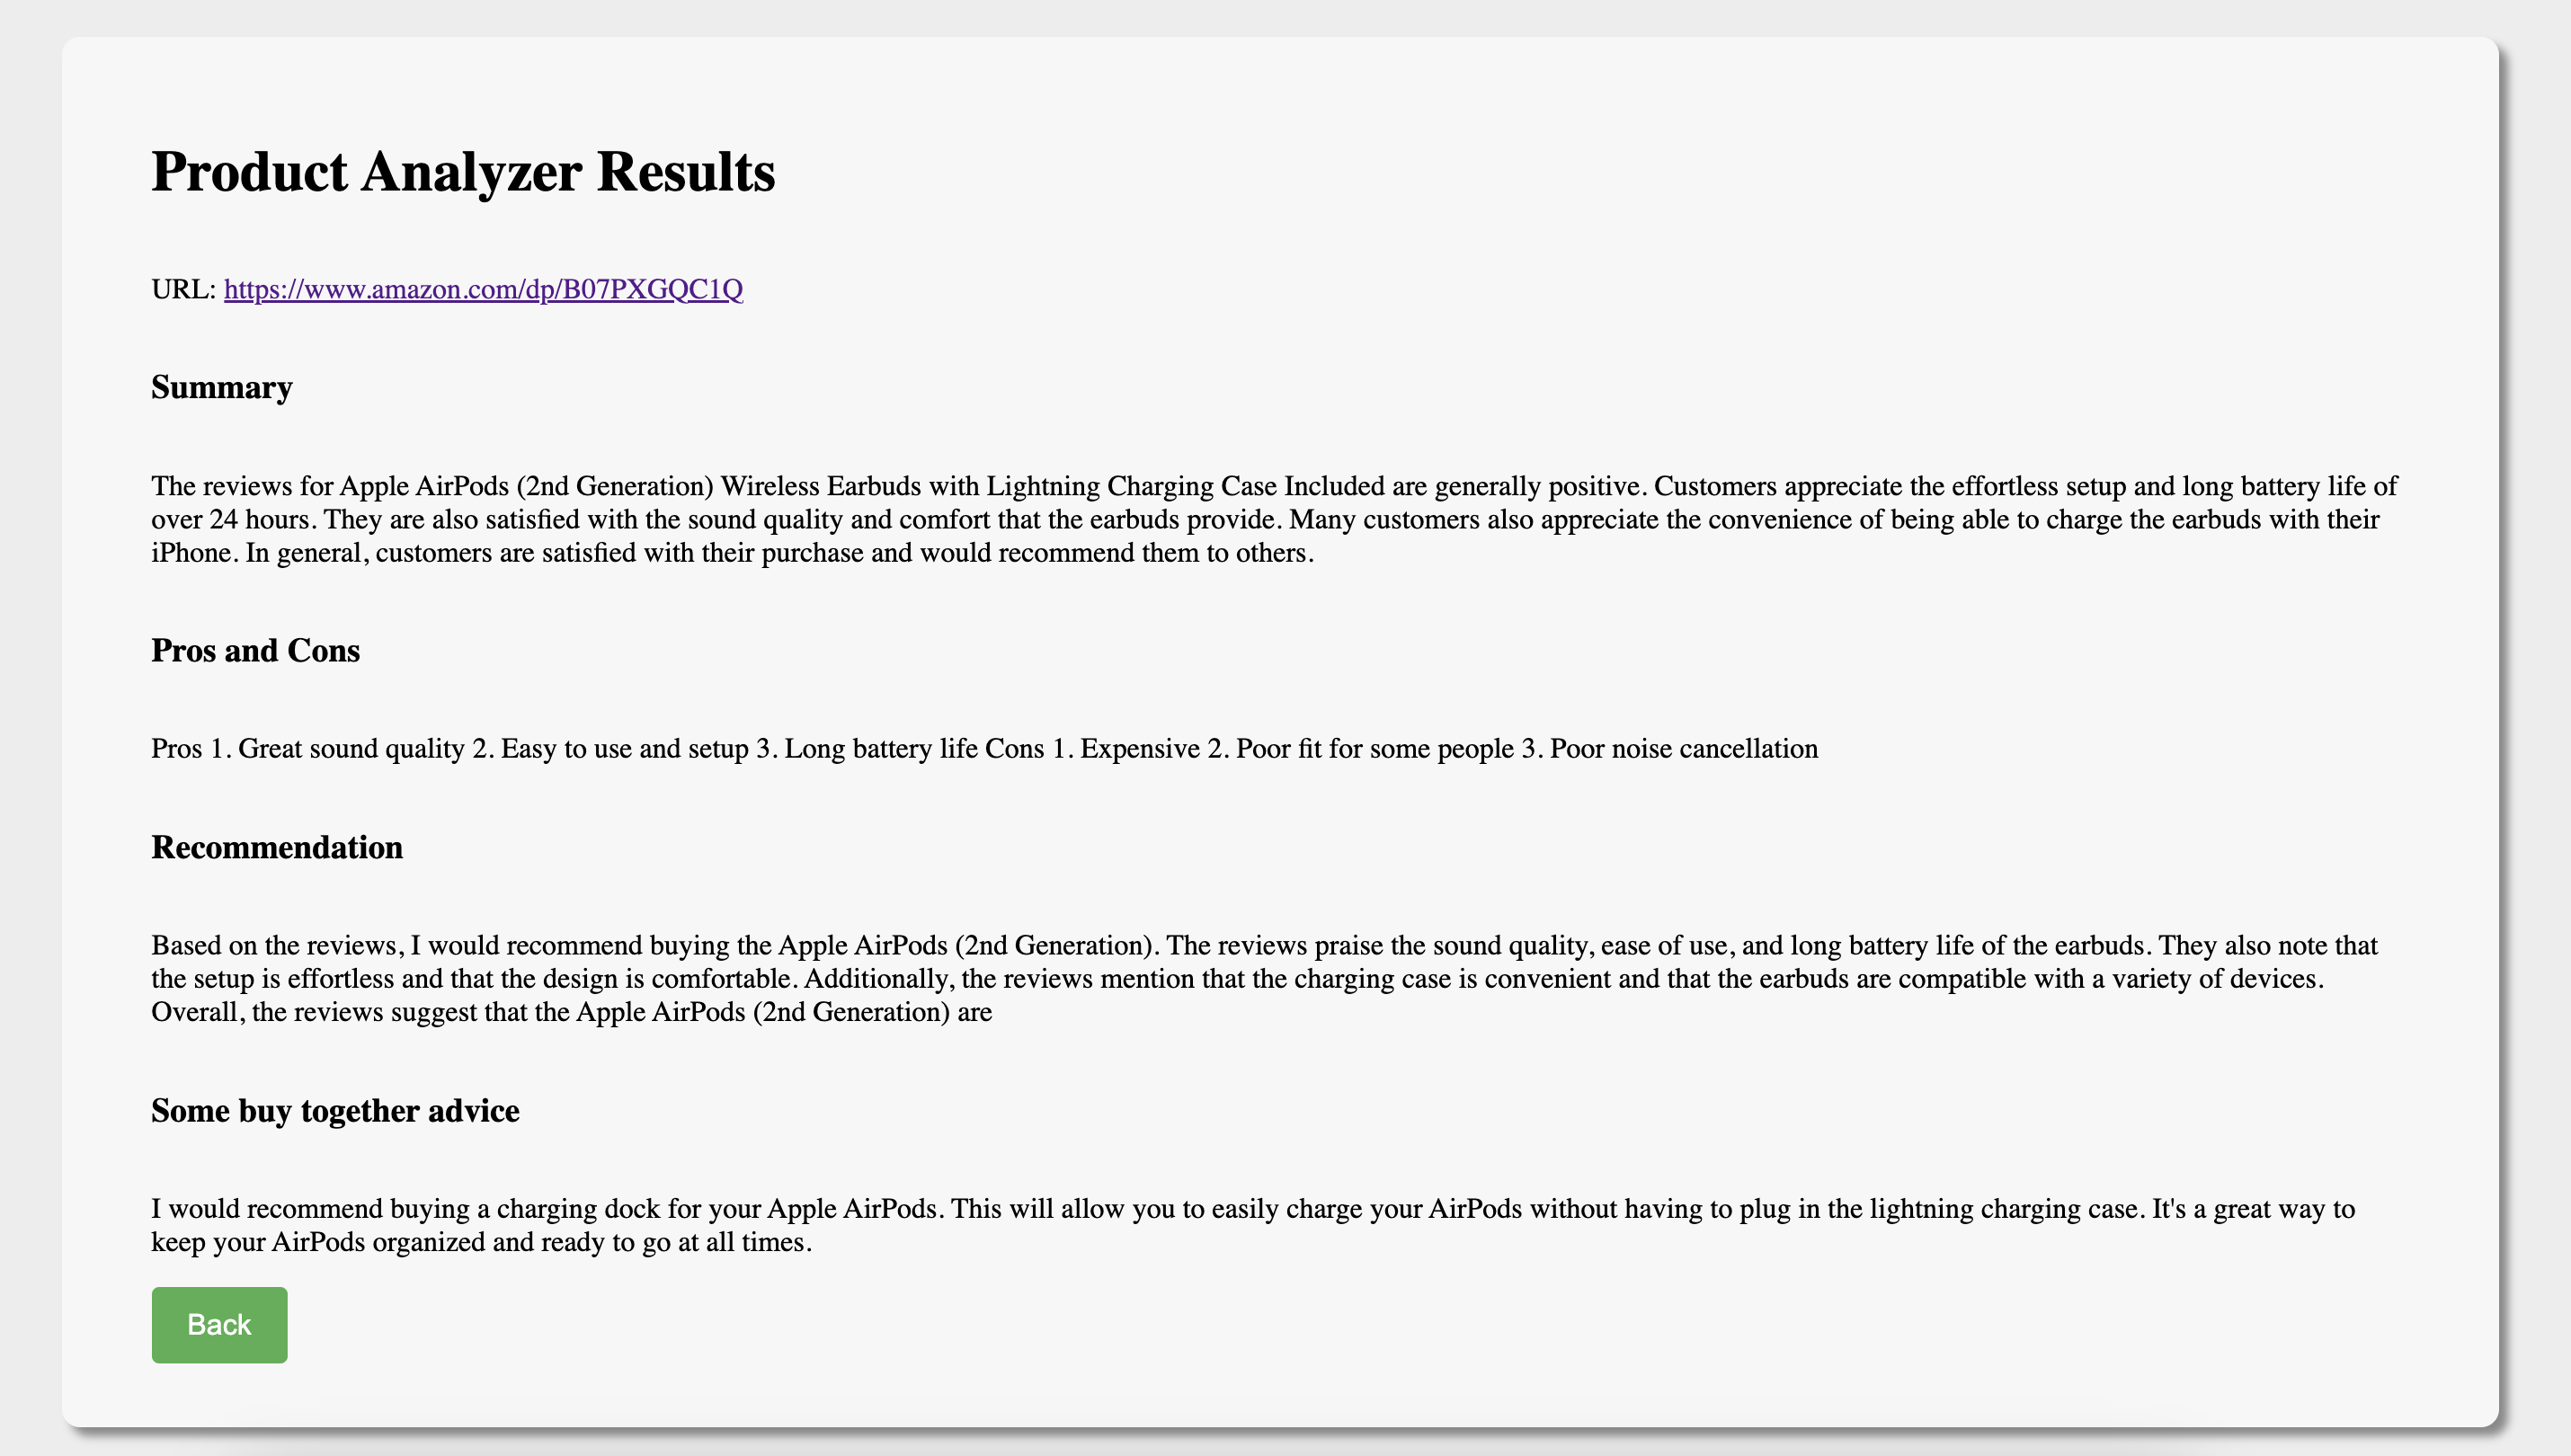 Product Analyzer Results
URL: https://www.amazon.com/dp/B07PXGQC1Q
Summary
The reviews for Apple AirPods (2nd Generation) Wireless Earbuds with Lightning Charging Case Included are generally positive. Customers appreciate the effortless setup and long battery life of
over 24 hours. They are also satisfied with the sound quality and comfort that the earbuds provide. Many customers also appreciate the convenience of being able to charge the earbuds with their
iPhone. In general, customers are satisfied with their purchase and would recommend them to others.
Pros and Cons
Pros 1. Great sound quality 2. Easy to use and setup 3. Long battery life Cons 1. Expensive 2. Poor fit for some people 3. Poor noise cancellation
Recommendation
Based on the reviews, I would recommend buying the Apple AirPods (2nd Generation). The reviews praise the sound quality, ease of use, and long battery life of the earbuds. They also note that
the setup is effortless and that the design is comfortable. Additionally, the reviews mention that the charging case is convenient and that the earbuds are compatible with a variety of devices.
Overall, the reviews suggest that the Apple AirPods (2nd Generation) are
Some buy together advice
I would recommend buying a charging dock for your Apple AirPods. This will allow you to easily charge your AirPods without having to plug in the lightning charging case. It's a great way to
keep your AirPods organized and ready to go at all times.
Back